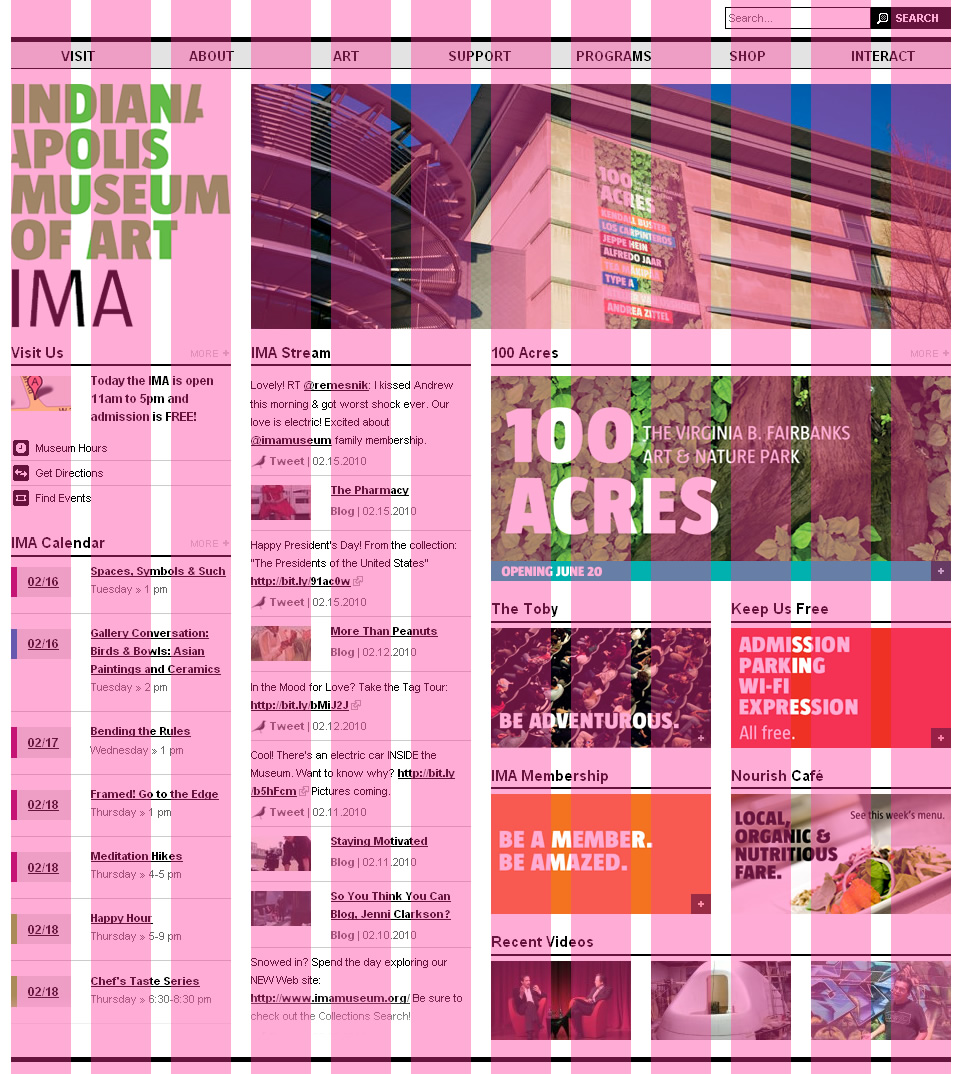 Search...
SEARCH
VISIT ABOUT ART SUPPORT PROGRAMS SHOP INTERACT
INDIANA
APOLIS
MUSEUM
OF ART
IMA
100
ACRES
KENDALL BUSTER
LOS CARPINTEROS
JEPPE HEIN
ALFREDO JAAR
TEA MÄKIPÄÄ
TYPE A
ANDREA ZITTEL
Visit Us
MORE +
Today the IMA is open
11am to 5pm and
admission is FREE!
Museum Hours
Get Directions
Find Events
IMA Calendar
MORE +
02/16
Spaces, Symbols & Such
Tuesday » 1 pm
02/16
Gallery Conversation:
Birds & Bowls: Asian
Paintings and Ceramics
Tuesday » 2 pm
02/17
Bending the Rules
Wednesday » 1 pm
02/18
Framed! Go to the Edge
Thursday » 1 pm
02/18
Meditation Hikes
Thursday » 4-5 pm
02/18
Happy Hour
Thursday » 5-9 pm
02/18
Chef's Taste Series
Thursday » 6:30-8:30 pm
IMA Stream
Lovely! RT @remesnik: I kissed Andrew
this morning & got worst shock ever. Our
love is electric! Excited about
@imamuseum family membership.
Tweet | 02.15.2010
The Pharmacy
Blog | 02.15.2010
Happy President's Day! From the collection:
"The Presidents of the United States"
http://bit.ly/91ac0w
Tweet | 02.15.2010
More Than Peanuts
Blog | 02.12.2010
In the Mood for Love? Take the Tag Tour:
http://bit.ly/bMiJ2J
Tweet | 02.12.2010
Cool! There's an electric car INSIDE the
Museum. Want to know why? http://bit.ly
/b5hFcm Pictures coming.
Tweet | 02.11.2010
Staying Motivated
Blog | 02.11.2010
So You Think You Can
Blog, Jenni Clarkson?
Blog | 02.10.2010
Snowed in? Spend the day exploring our
NEW Web site:
http://www.imamuseum.org/ Be sure to
check out the Collections Search!
100 Acres
MORE +
100
ACRES
THE VIRGINIA B. FAIRBANKS
ART & NATURE PARK
OPENING JUNE 20
+
The Toby
BE ADVENTUROUS.
+
Keep Us Free
ADMISSION
PARKING
WI-FI
EXPRESSION
All free.
+
IMA Membership
BE A MEMBER.
BE AMAZED.
+
Nourish Café
LOCAL,
ORGANIC &
NUTRITIOUS
FARE.
See this week's menu.
Recent Videos